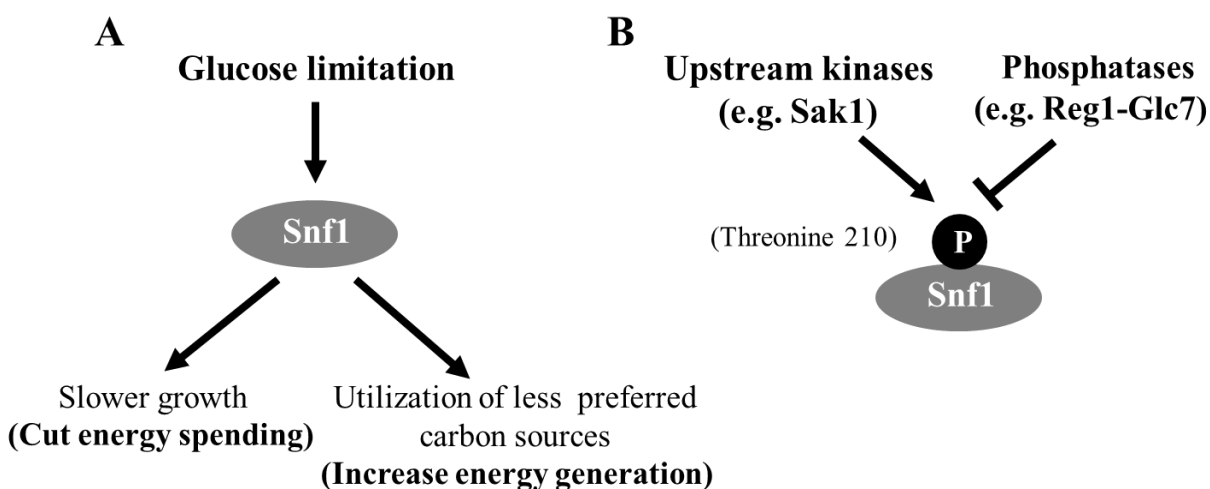 A
Glucose limitation
Snf1
Slower growth
(Cut energy spending)
Utilization of less preferred
carbon sources
(Increase energy generation)
B
Upstream kinases
(e.g. Sak1)
Phosphatases
(e.g. Reg1-Glc7)
(Threonine 210)
P
Snf1